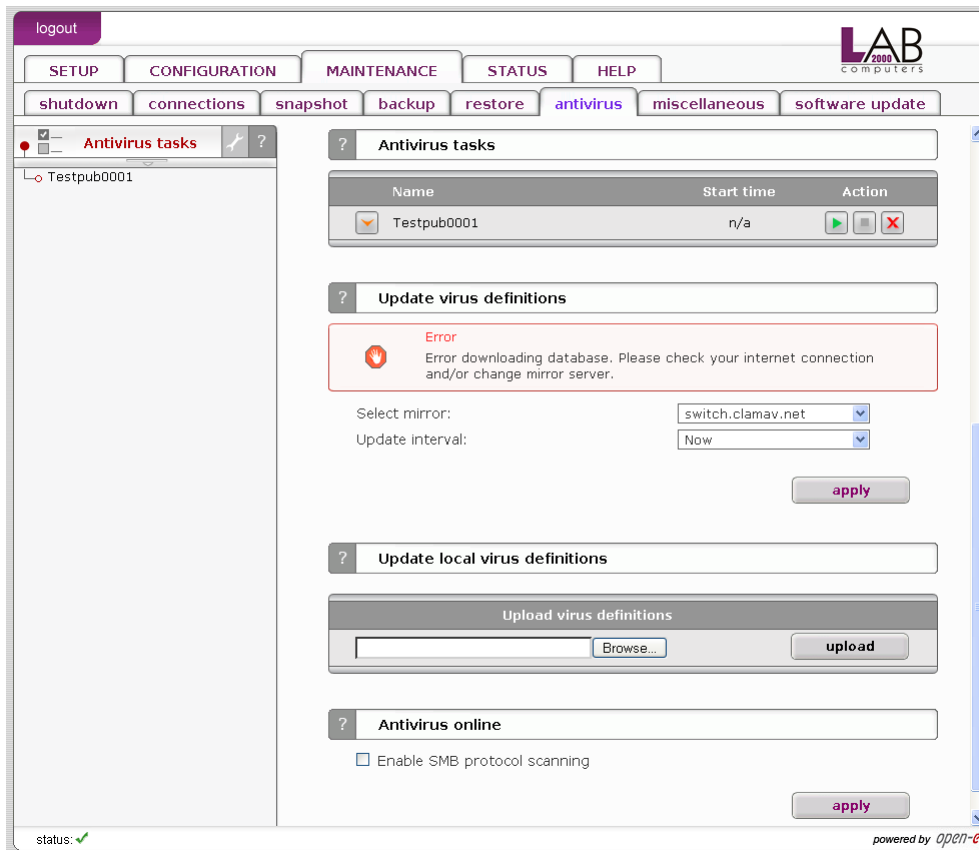 logout
LAB
2000
computers
SETUP CONFIGURATION MAINTENANCE STATUS HELP
shutdown connections snapshot backup restore antivirus miscellaneous software update
Antivirus tasks ?
Testpub0001
? Antivirus tasks
Name Start time Action
Testpub0001 n/a
? Update virus definitions
Error
Error downloading database. Please check your internet connection
and/or change mirror server.
Select mirror: switch.clamav.net
Update interval: Now
apply
? Update local virus definitions
Upload virus definitions
Browse... upload
? Antivirus online
Enable SMB protocol scanning
apply
status: powered by open-e